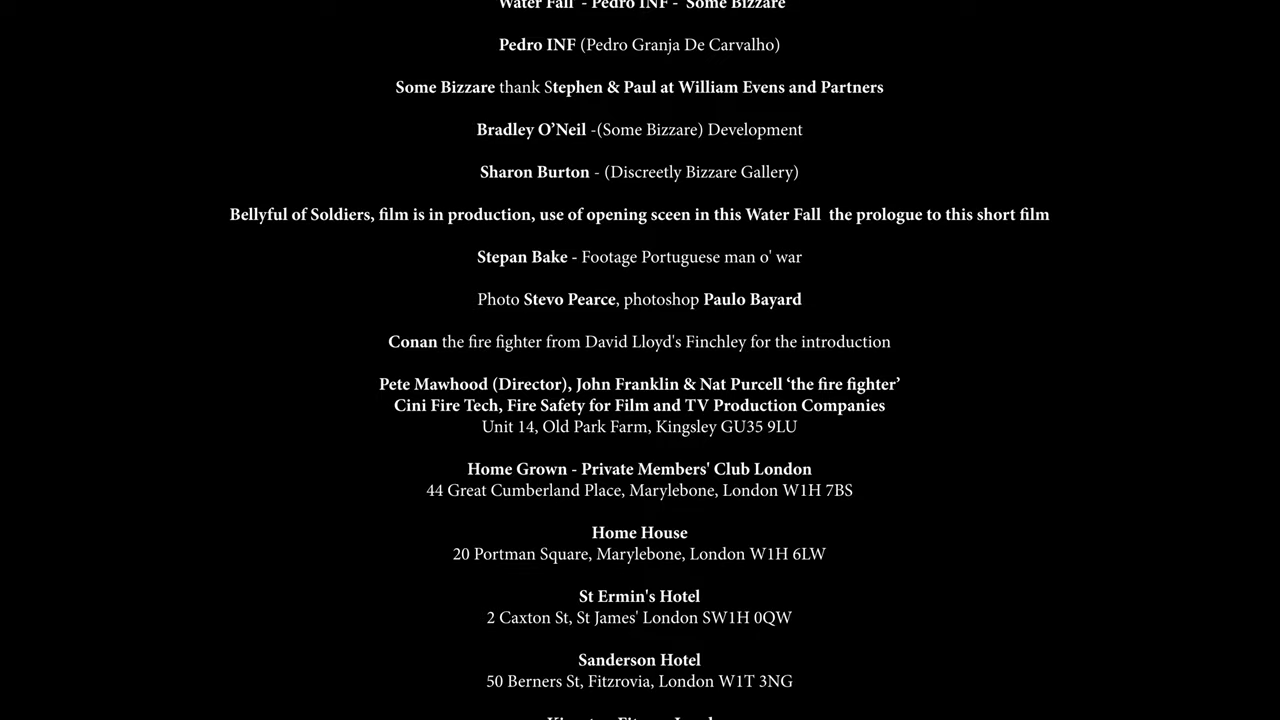 Water Fall - Pedro INF - Some Bizzare
Pedro INF (Pedro Granja De Carvalho)
Some Bizzare thank Stephen & Paul at William Evens and Partners
Bradley O’Neil -(Some Bizzare) Development
Sharon Burton - (Discreetly Bizzare Gallery)
Bellyful of Soldiers, film is in production, use of opening sceen in this Water Fall the prologue to this short film
Stepan Bake - Footage Portuguese man o' war
Photo Stevo Pearce, photoshop Paulo Bayard
Conan the fire fighter from David Lloyd's Finchley for the introduction
Pete Mawhood (Director), John Franklin & Nat Purcell ‘the fire fighter’
Cini Fire Tech, Fire Safety for Film and TV Production Companies
Unit 14, Old Park Farm, Kingsley GU35 9LU
Home Grown - Private Members' Club London
44 Great Cumberland Place, Marylebone, London W1H 7BS
Home House
20 Portman Square, Marylebone, London W1H 6LW
St Ermin's Hotel
2 Caxton St, St James' London SW1H 0QW
Sanderson Hotel
50 Berners St, Fitzrovia, London W1T 3NG